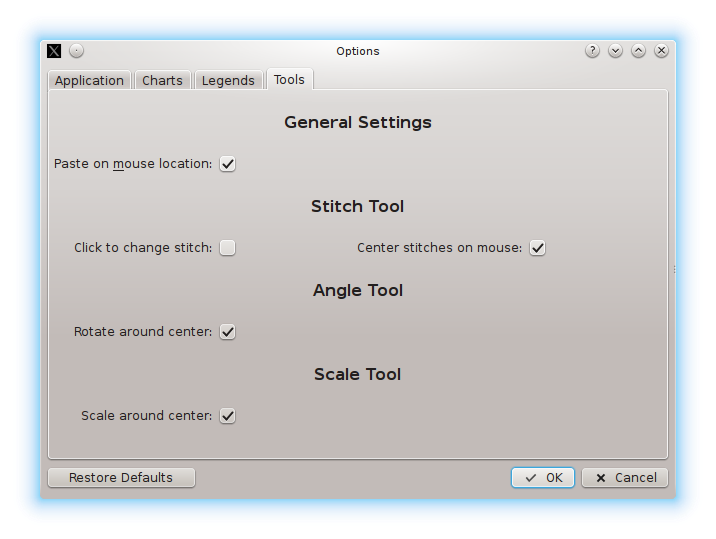 Options
Application Charts Legends Tools
General Settings
Paste on mouse location:
Stitch Tool
Click to change stitch: Center stitches on mouse:
Angle Tool
Rotate around center:
Scale Tool
Scale around center:
Restore Defaults OK Cancel